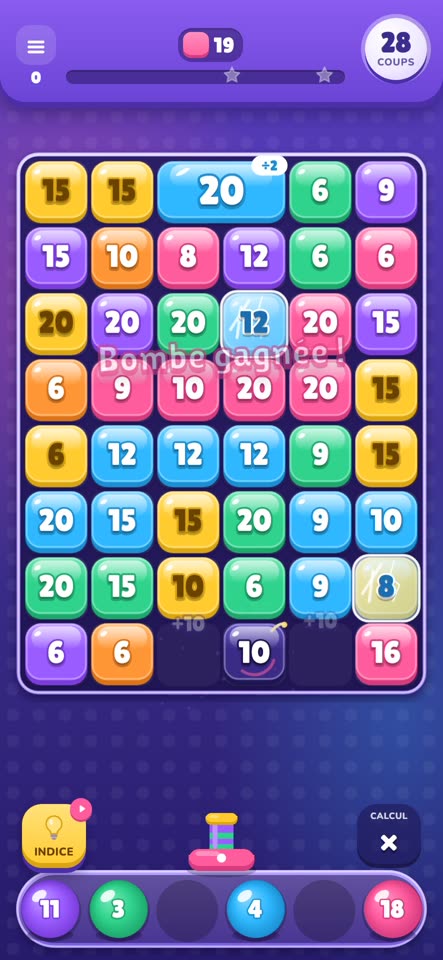 19
28
COUPS
0
÷2
15 15 20 6 9
15 10 8 12 6 6
20 20 20 12 20 15
Bombe gagnée !
6 9 10 20 20 15
6 12 12 12 9 15
20 15 15 20 9 10
20 15 10 6 9 8
+10 +10
6 6 10 16
INDICE
CALCUL
×
11 3 4 18